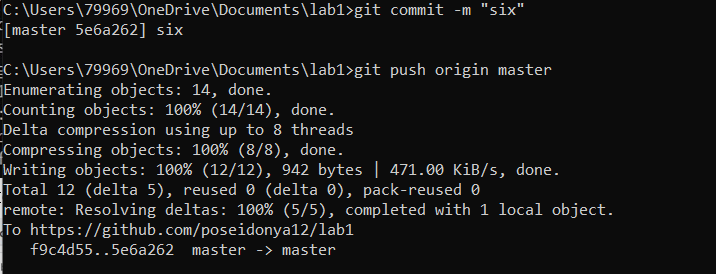 C:\Users\79969\OneDrive\Documents\lab1>git commit -m "six"
[master 5e6a262] six
C:\Users\79969\OneDrive\Documents\lab1>git push origin master
Enumerating objects: 14, done.
Counting objects: 100% (14/14), done.
Delta compression using up to 8 threads
Compressing objects: 100% (8/8), done.
Writing objects: 100% (12/12), 942 bytes | 471.00 KiB/s, done.
Total 12 (delta 5), reused 0 (delta 0), pack-reused 0
remote: Resolving deltas: 100% (5/5), completed with 1 local object.
To https://github.com/poseidonya12/lab1
   f9c4d55..5e6a262  master -> master